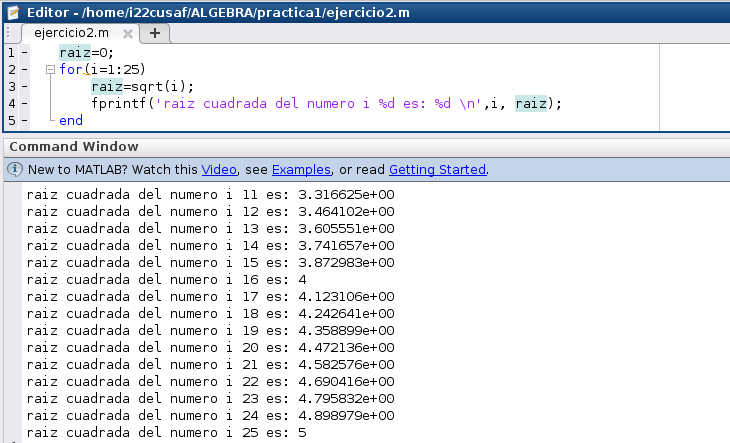 Editor - /home/i22cusaf/ALGEBRA/practica1/ejercicio2.m
ejercicio2.m
1 - raiz=0;
2 - for(i=1:25)
3 - raiz=sqrt(i);
4 - fprintf('raiz cuadrada del numero i %d es: %d \n',i, raiz);
5 - end
Command Window
New to MATLAB? Watch this Video, see Examples, or read Getting Started.
raiz cuadrada del numero i 11 es: 3.316625e+00
raiz cuadrada del numero i 12 es: 3.464102e+00
raiz cuadrada del numero i 13 es: 3.605551e+00
raiz cuadrada del numero i 14 es: 3.741657e+00
raiz cuadrada del numero i 15 es: 3.872983e+00
raiz cuadrada del numero i 16 es: 4
raiz cuadrada del numero i 17 es: 4.123106e+00
raiz cuadrada del numero i 18 es: 4.242641e+00
raiz cuadrada del numero i 19 es: 4.358899e+00
raiz cuadrada del numero i 20 es: 4.472136e+00
raiz cuadrada del numero i 21 es: 4.582576e+00
raiz cuadrada del numero i 22 es: 4.690416e+00
raiz cuadrada del numero i 23 es: 4.795832e+00
raiz cuadrada del numero i 24 es: 4.898979e+00
raiz cuadrada del numero i 25 es: 5